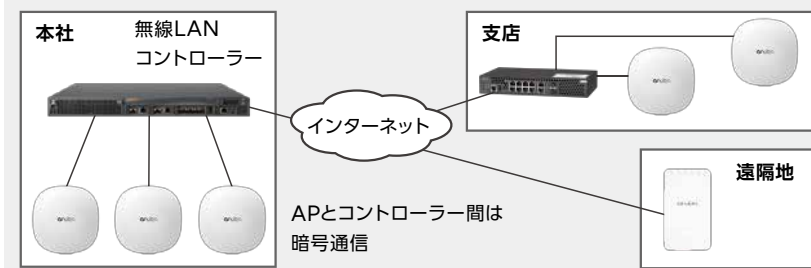 本社
無線LAN
コントローラー
支店
インターネット
遠隔地
APとコントローラー間は
暗号通信